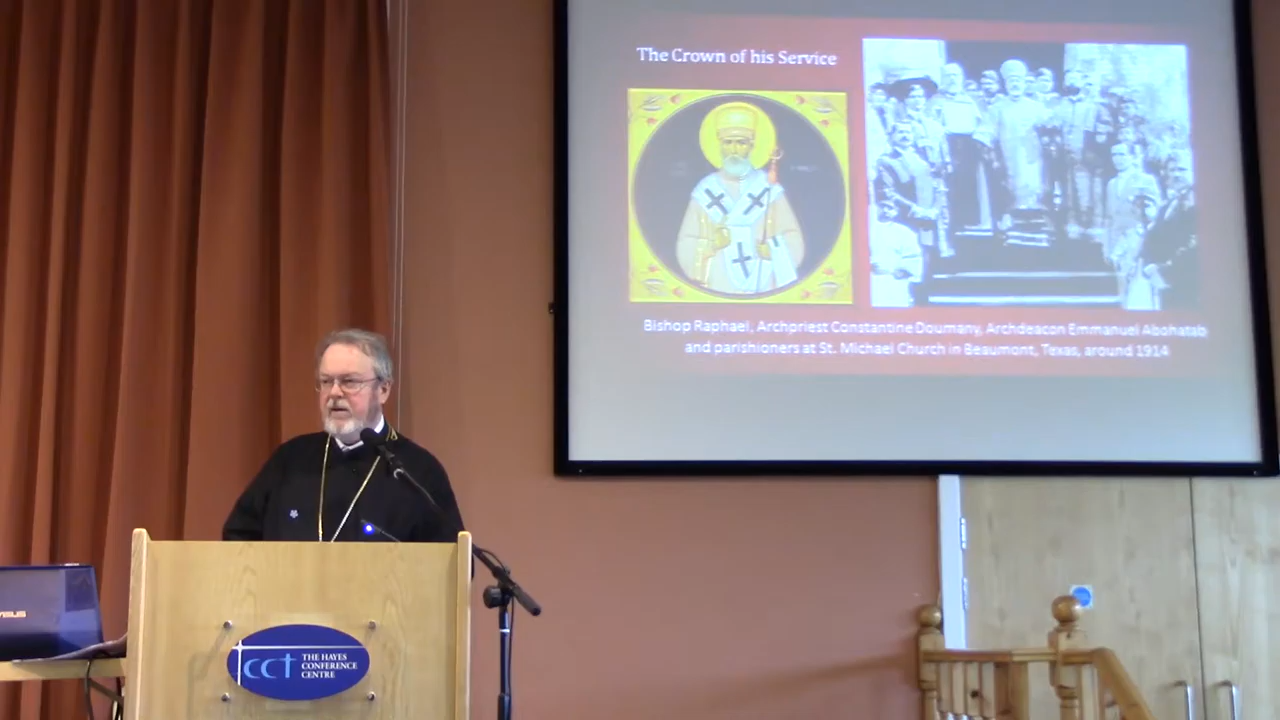 The Crown of his Service
Bishop Raphael, Archpriest Constantine Doumany, Archdeacon Emmanuel Abohatab
and parishioners at St. Michael Church in Beaumont, Texas, around 1914
cct
THE HAYES
CONFERENCE
CENTRE
ASUS